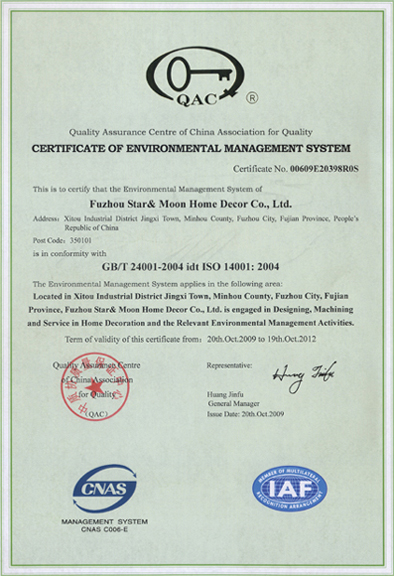 QAC ®
Quality Assurance Centre of China Association for Quality
CERTIFICATE OF ENVIRONMENTAL MANAGEMENT SYSTEM
Certificate No. 00609E20398R0S
This is to certify that the Environmental Management System of
Fuzhou Star& Moon Home Decor Co., Ltd.
Address: Xitou Industrial District Jingxi Town, Minhou County, Fuzhou City, Fujian Province, People's
Republic of China
Post Code: 350101
is in conformity with
GB/T 24001-2004 idt ISO 14001: 2004
The Environmental Management System applies in the following area:
Located in Xitou Industrial District Jingxi Town, Minhou County, Fuzhou City, Fujian
Province, Fuzhou Star& Moon Home Decor Co., Ltd. is engaged in Designing, Machining
and Service in Home Decoration and the Relevant Environmental Management Activities.
Term of validity of this certificate from: 20th.Oct.2009 to 19th.Oct.2012
Quality Assurance Centre
of China Association
for Quality
(QAC)
Representative:
Huang Jinfu
Haang Jinfu
General Manager
Issue Date: 20th.Oct.2009
CNAS
MANAGEMENT SYSTEM
CNAS C006-E
MEMBER OF MULTILATERAL
IAF
RECOGNITION ARRANGEMENT